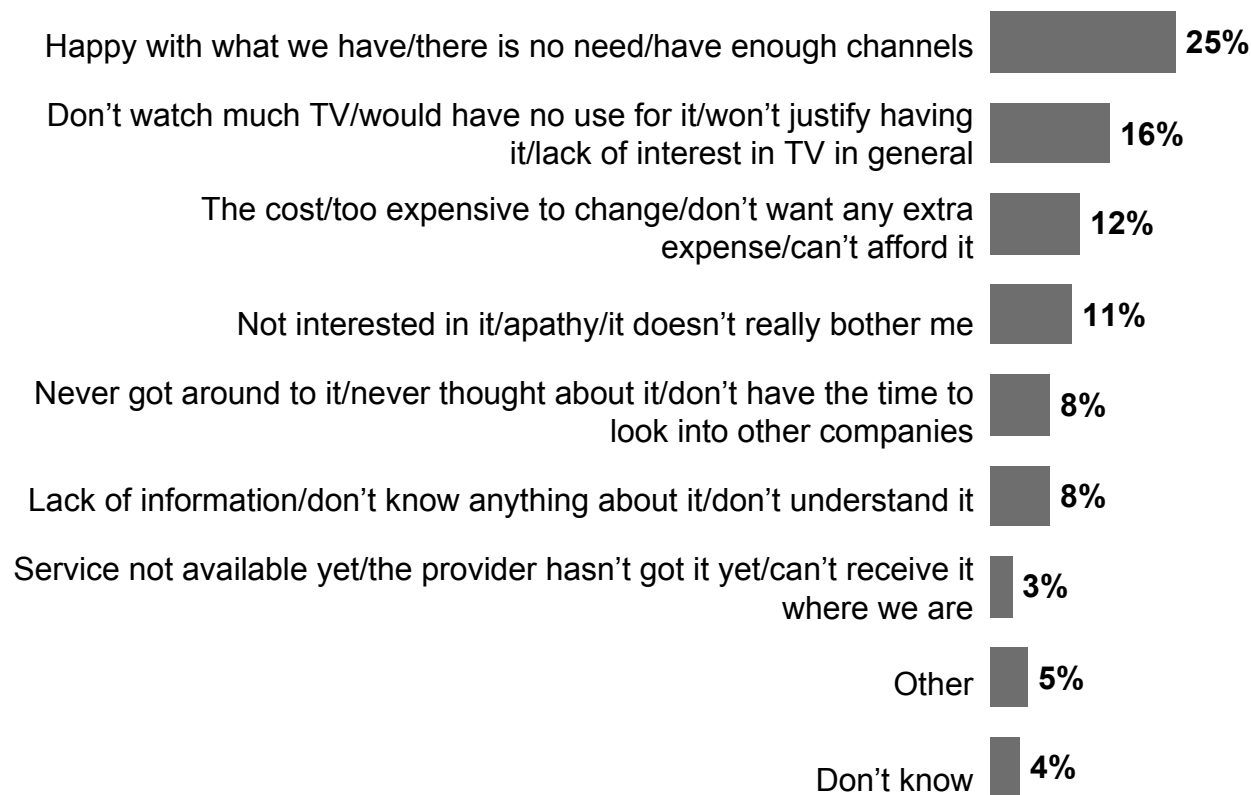 Happy with what we have/there is no need/have enough channels 25%
Don’t watch much TV/would have no use for it/won’t justify having
it/lack of interest in TV in general 16%
The cost/too expensive to change/don’t want any extra
expense/can’t afford it 12%
Not interested in it/apathy/it doesn’t really bother me 11%
Never got around to it/never thought about it/don’t have the time to
look into other companies 8%
Lack of information/don’t know anything about it/don’t understand it 8%
Service not available yet/the provider hasn’t got it yet/can’t receive it
where we are 3%
Other 5%
Don’t know 4%